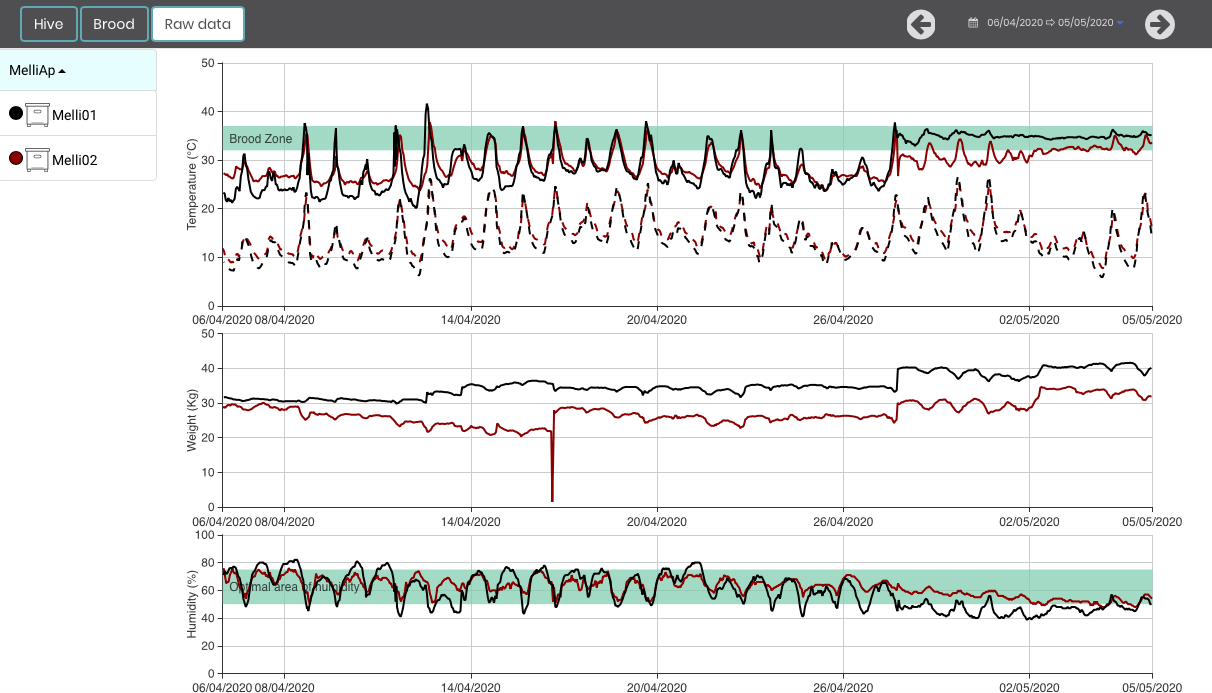 Hive Brood Raw data 06/04/2020 ⇨ 05/05/2020
MelliAp
Melli01
Melli02
Temperature (°C)
50
40
Brood Zone
30
20
10
0
06/04/2020 08/04/2020 14/04/2020 20/04/2020 26/04/2020 02/05/2020 05/05/2020
Weight (Kg)
50
40
30
20
10
0
06/04/2020 08/04/2020 14/04/2020 20/04/2020 26/04/2020 02/05/2020 05/05/2020
Humidity (%)
100
80
60
Optimal area of humidity
40
20
0
06/04/2020 08/04/2020 14/04/2020 20/04/2020 26/04/2020 02/05/2020 05/05/2020